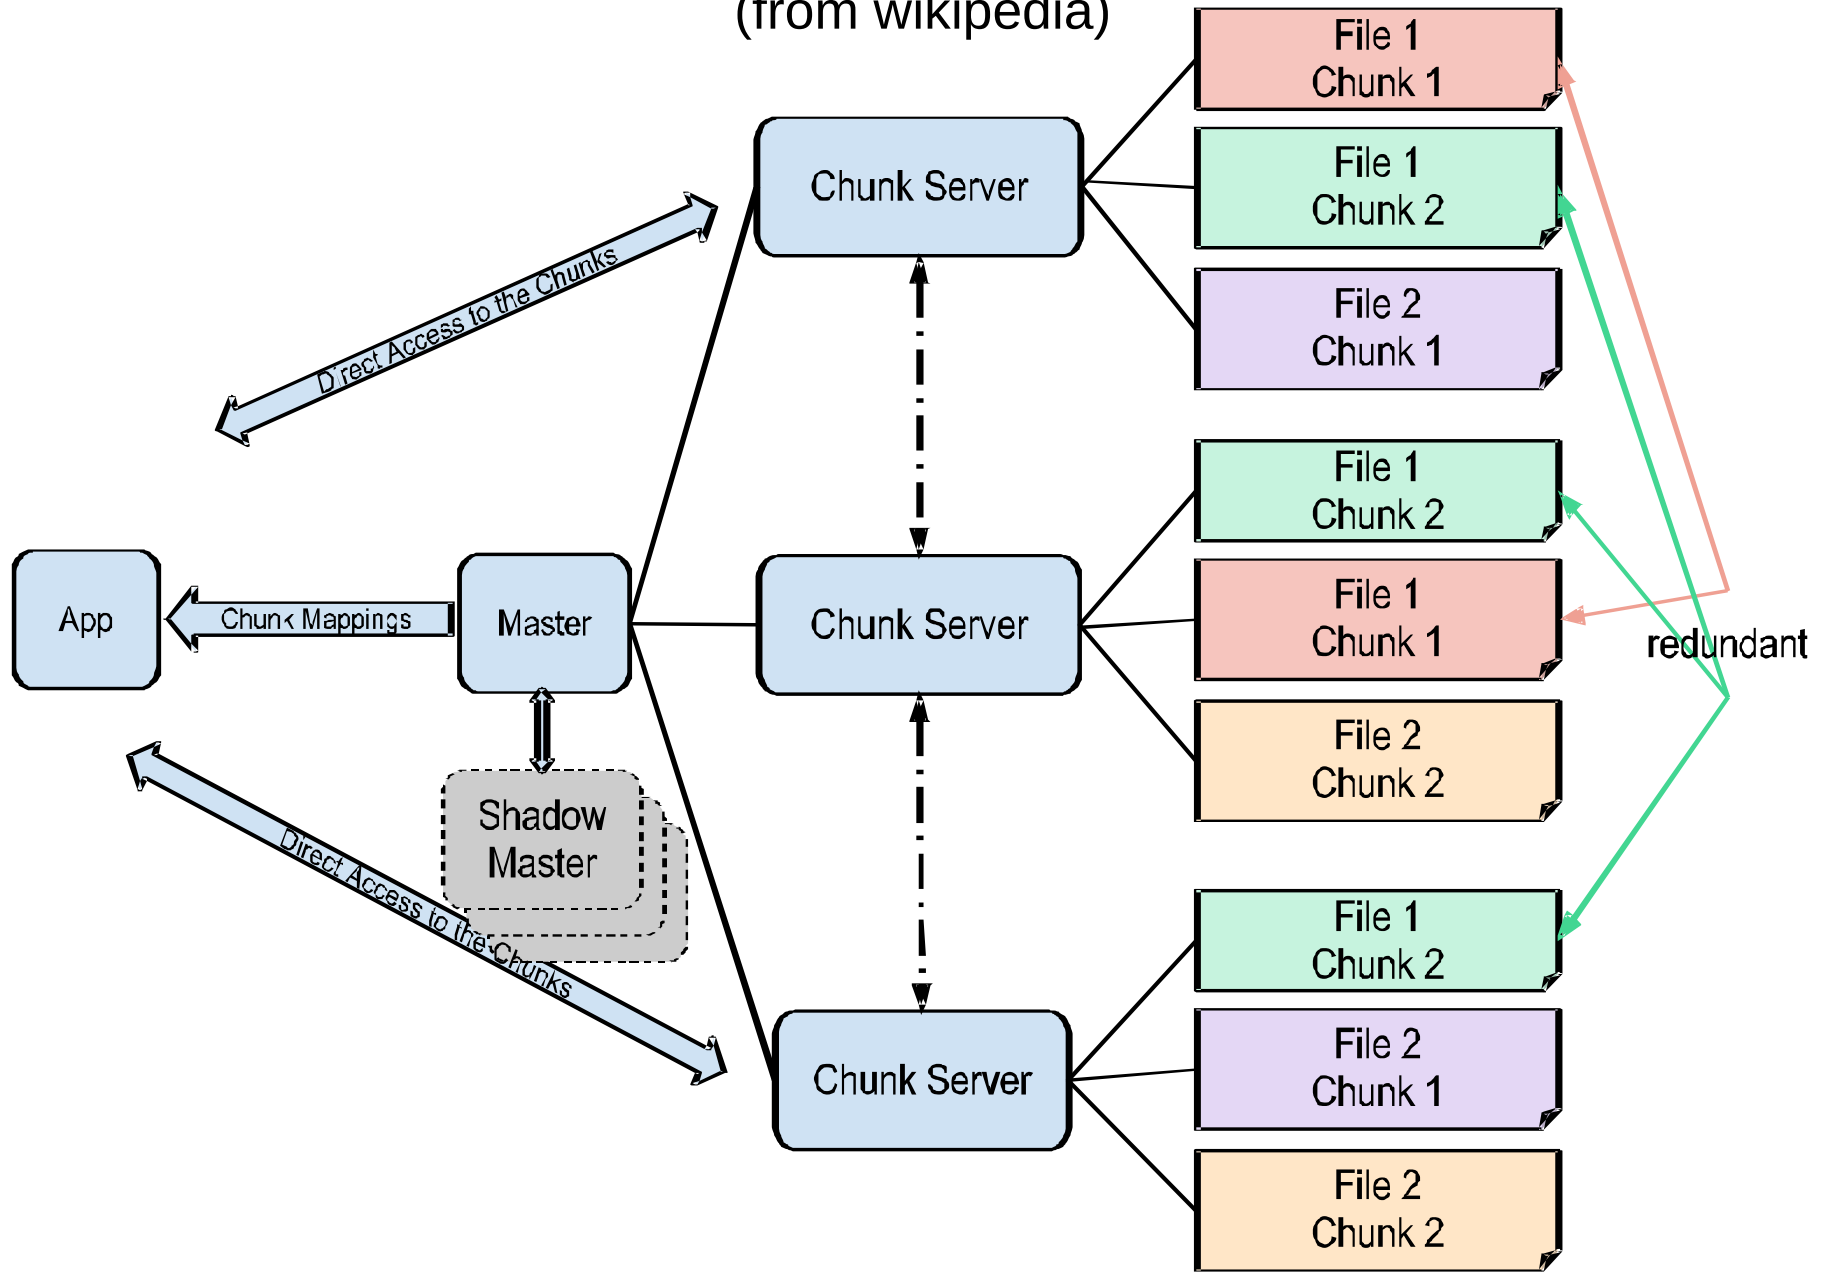 (from wikipedia)
File 1
Chunk 1
File 1
Chunk 2
File 2
Chunk 1
Chunk Server
Direct Access to the Chunks
File 1
Chunk 2
File 1
Chunk 1
File 2
Chunk 2
redundant
App
Chunk Mappings
Master
Chunk Server
Shadow
Master
Direct Access to the Chunks
File 1
Chunk 2
File 2
Chunk 1
File 2
Chunk 2
Chunk Server